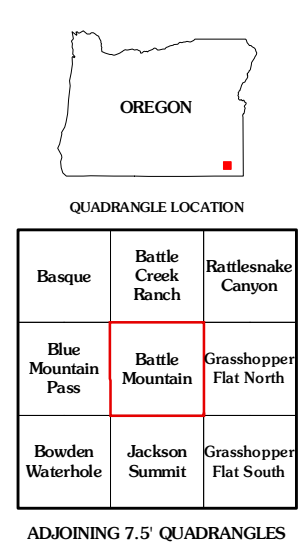 OREGON
QUADRANGLE LOCATION
Basque
Battle
Creek
Ranch
Rattlesnake
Canyon
Blue
Mountain
Pass
Battle
Mountain
Grasshopper
Flat North
Bowden
Waterhole
Jackson
Summit
Grasshopper
Flat South
ADJOINING 7.5' QUADRANGLES